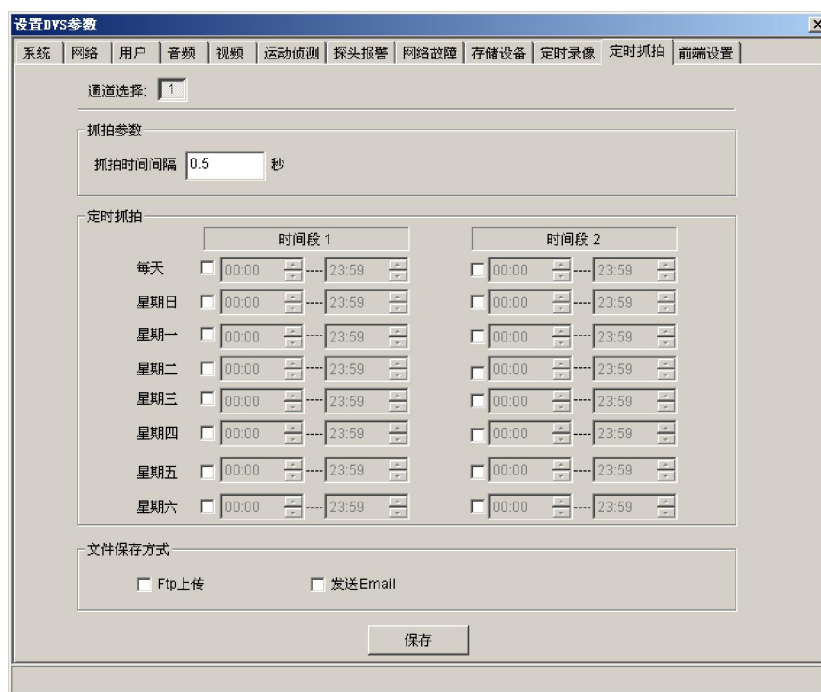 设置DVS参数
系统 网络 用户 音频 视频 运动侦测 探头报警 网络故障 存储设备 定时录像 定时抓拍 前端设置
通道选择: 1
抓拍参数
抓拍时间间隔 0.5 秒
定时抓拍
时间段 1 时间段 2
每天 00:00 ---- 23:59 00:00 ---- 23:59
星期日 00:00 ---- 23:59 00:00 ---- 23:59
星期一 00:00 ---- 23:59 00:00 ---- 23:59
星期二 00:00 ---- 23:59 00:00 ---- 23:59
星期三 00:00 ---- 23:59 00:00 ---- 23:59
星期四 00:00 ---- 23:59 00:00 ---- 23:59
星期五 00:00 ---- 23:59 00:00 ---- 23:59
星期六 00:00 ---- 23:59 00:00 ---- 23:59
文件保存方式
Ftp上传 发送Email
保存